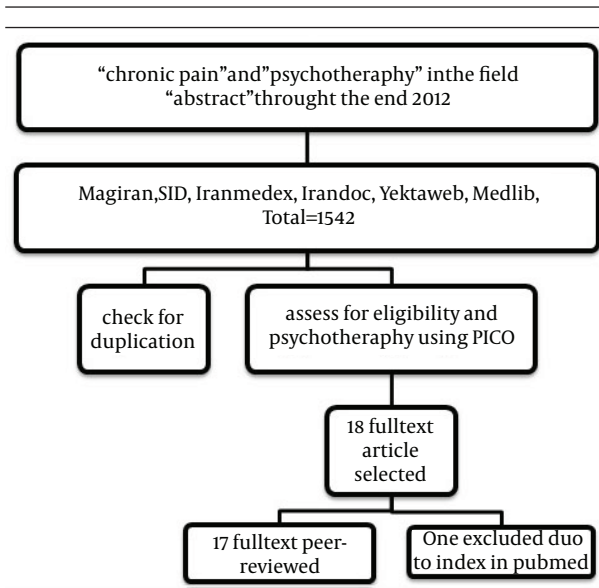 “chronic pain”and”psychotheraphy” inthe field
“abstract”throught the end 2012
Magiran,SID, Iranmedex, Irandoc, Yektaweb, Medlib,
Total=1542
check for
duplication
assess for eligibility and
psychotheraphy using PICO
18 fulltext
article
selected
17 fulltext peer-
reviewed
One excluded duo
to index in pubmed